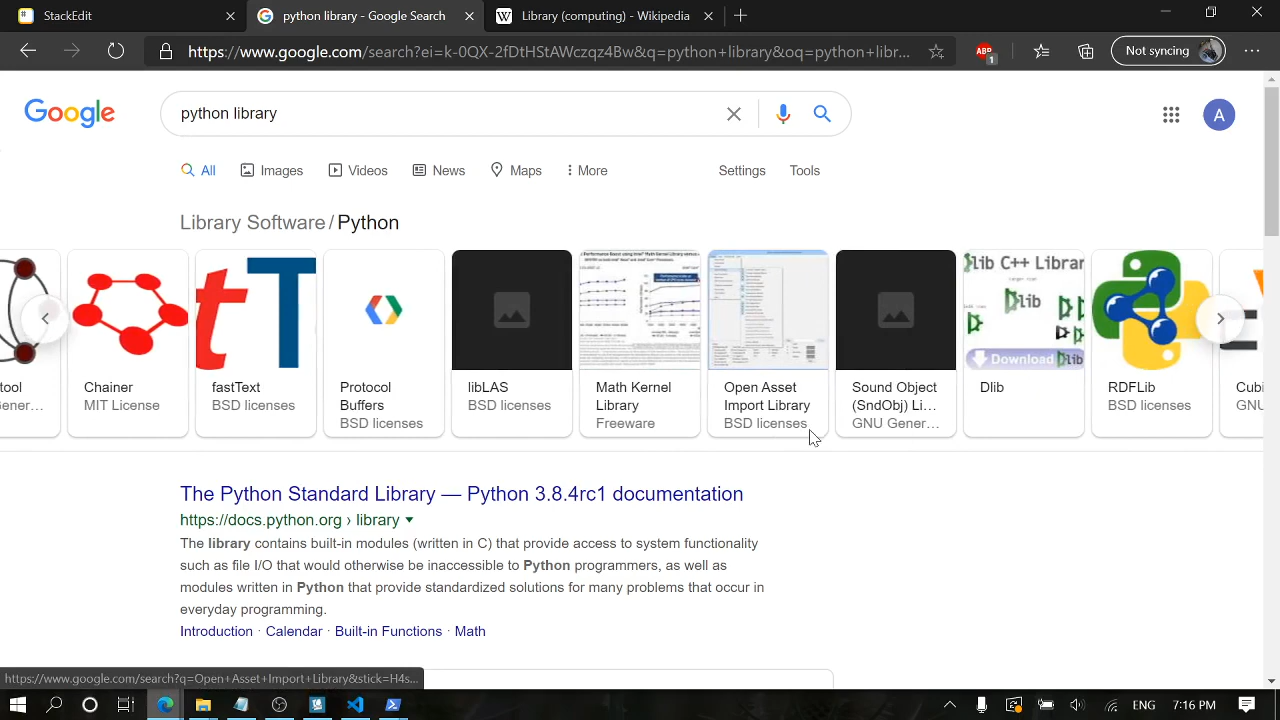 StackEdit
python library - Google Search
Library (computing) - Wikipedia
https://www.google.com/search?ei=k-0QX-2fDtHStAWczqz4Bw&q=python+library&oq=python+libr...
ABP
1
Not syncing
Google
python library
A
All
Images
Videos
News
Maps
More
Settings
Tools
Library Software / Python
tool
Gener...
Chainer
MIT License
fastText
BSD licenses
Protocol
Buffers
BSD licenses
libLAS
BSD licenses
Math Kernel
Library
Freeware
Open Asset
Import Library
BSD licenses
Sound Object
(SndObj) Li...
GNU Gener...
lib C++ Librar
lib
Download Dlib
Dlib
RDFLib
BSD licenses
Cubi
GNU
The Python Standard Library — Python 3.8.4rc1 documentation
https://docs.python.org › library
The library contains built-in modules (written in C) that provide access to system functionality
such as file I/O that would otherwise be inaccessible to Python programmers, as well as
modules written in Python that provide standardized solutions for many problems that occur in
everyday programming.
Introduction · Calendar · Built-in Functions · Math
https://www.google.com/search?q=Open+Asset+Import+Library&stick=H4s...
ENG
7:16 PM